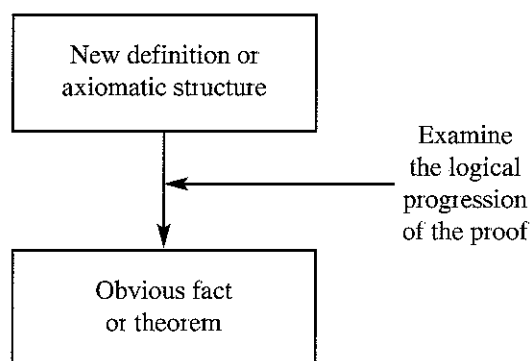 New definition or
axiomatic structure
Examine
the logical
progression
of the proof
Obvious fact
or theorem